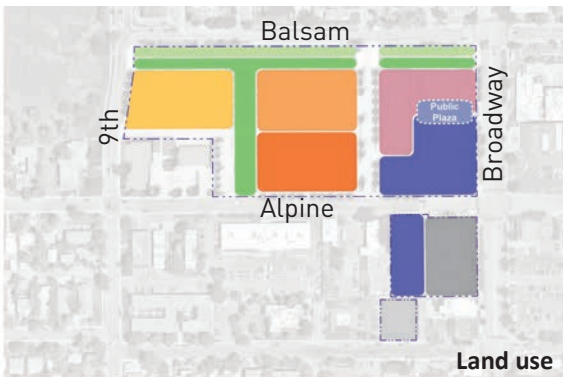 Balsam
9th
Public
Plaza
Broadway
Alpine
Land use